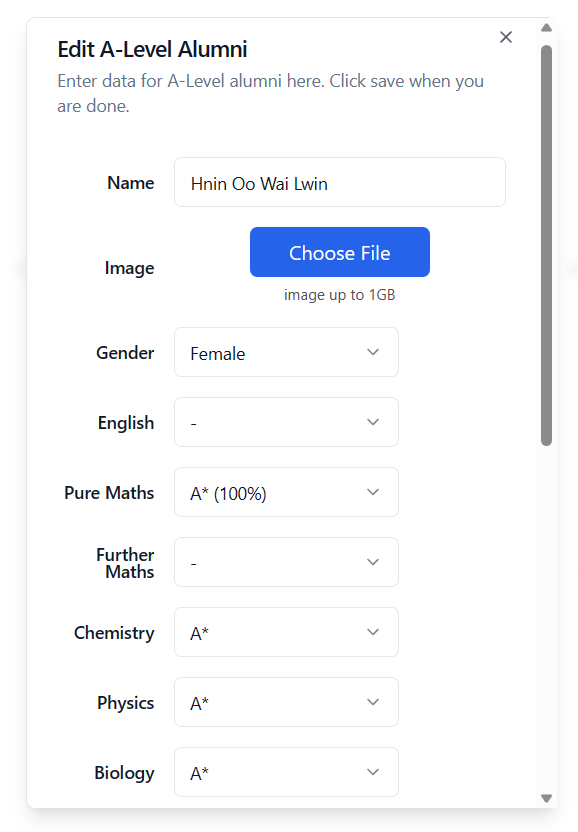 Edit A-Level Alumni
Enter data for A-Level alumni here. Click save when you
are done.
Name
Hnin Oo Wai Lwin
Image
Choose File
image up to 1GB
Gender
Female
English
-
Pure Maths
A* (100%)
Further
Maths
-
Chemistry
A*
Physics
A*
Biology
A*